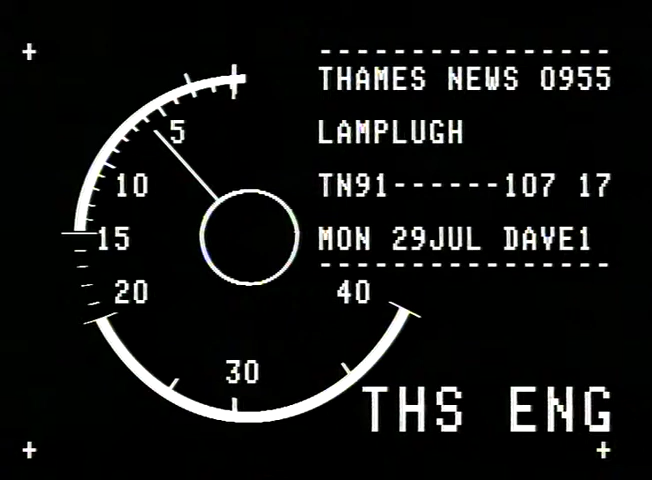 THAMES NEWS 0955
LAMPLUGH
TN91------107 17
MON 29JUL DAVE1
5
10
15
20
30
40
THS ENG